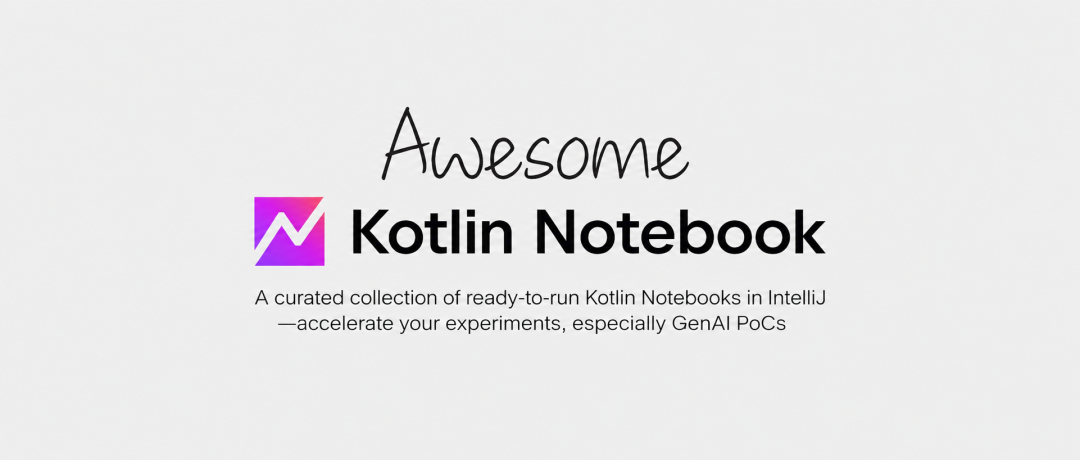 Awesome
Kotlin Notebook
A curated collection of ready-to-run Kotlin Notebooks in IntelliJ
—accelerate your experiments, especially GenAI PoCs